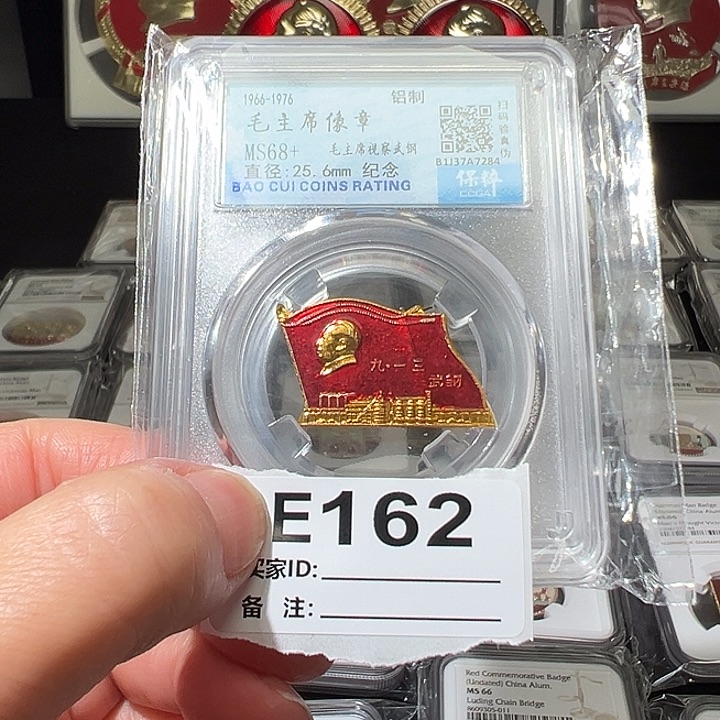 1966-1976
铝制
毛主席像章
MS68+ 毛主席视察武钢
直径:25.6mm 纪念
BAO CUI COINS RATING
扫码验真伪
B1J37A7284
保粹
CCGA
九·一三
武钢
E162
买家ID:
备 注:
Red Commemorative Badge
(Undated) China Alum.
MS 66
Luding Chain Bridge
8609305-011